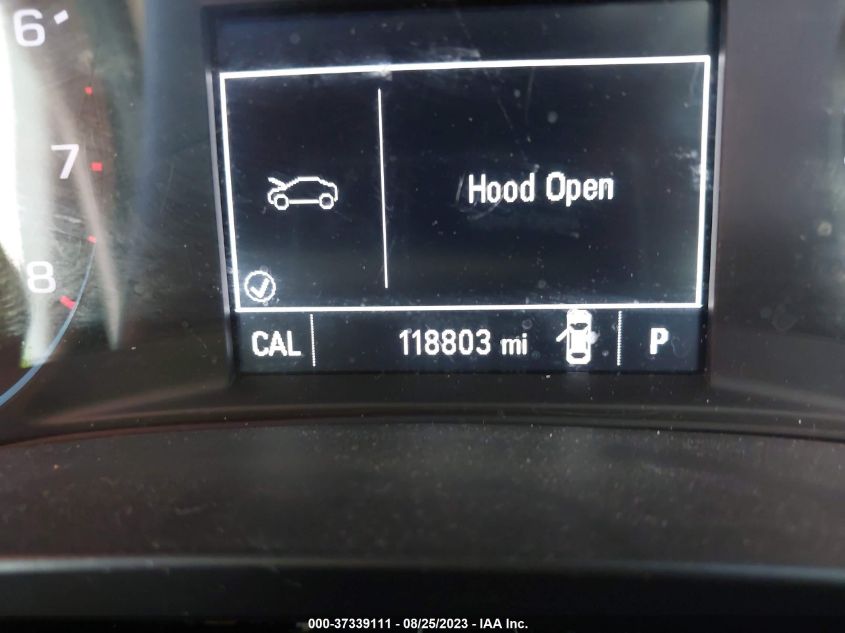 6
7
8
Hood Open
CAL 118803 mi P
000-37339111 - 08/25/2023 - IAA Inc.